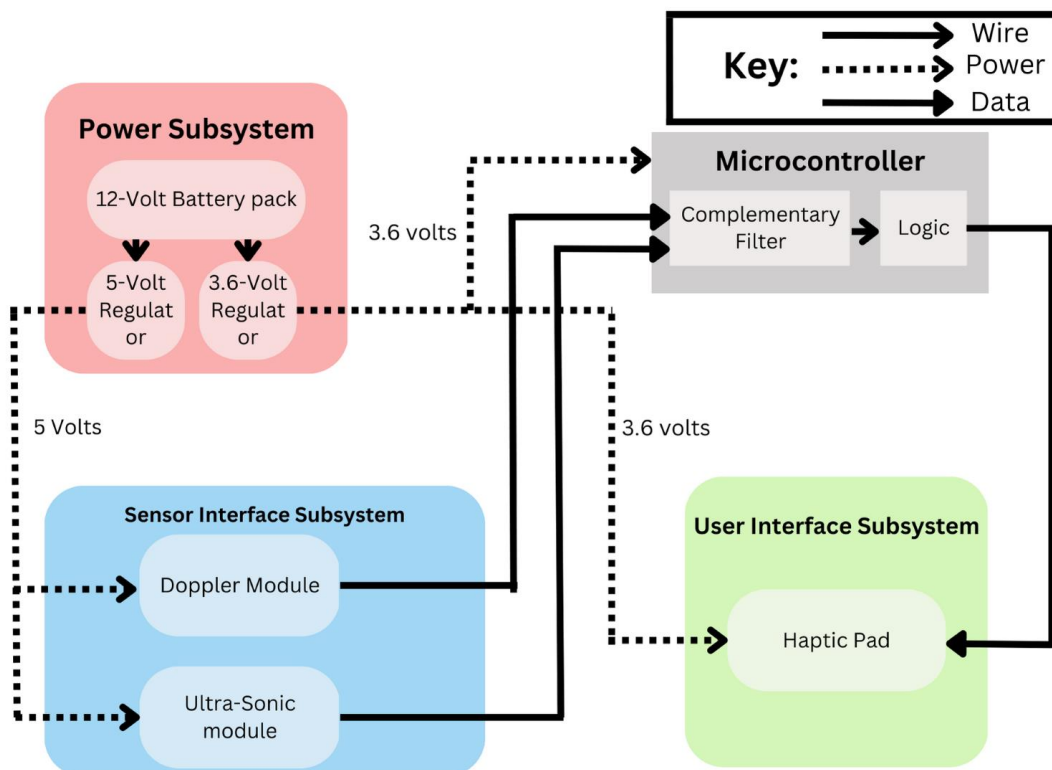 Key:
Wire
Power
Data
Power Subsystem
12-Volt Battery pack
5-Volt
Regulat
or
3.6-Volt
Regulat
or
3.6 volts
Microcontroller
Complementary
Filter
Logic
5 Volts
3.6 volts
Sensor Interface Subsystem
Doppler Module
Ultra-Sonic
module
User Interface Subsystem
Haptic Pad